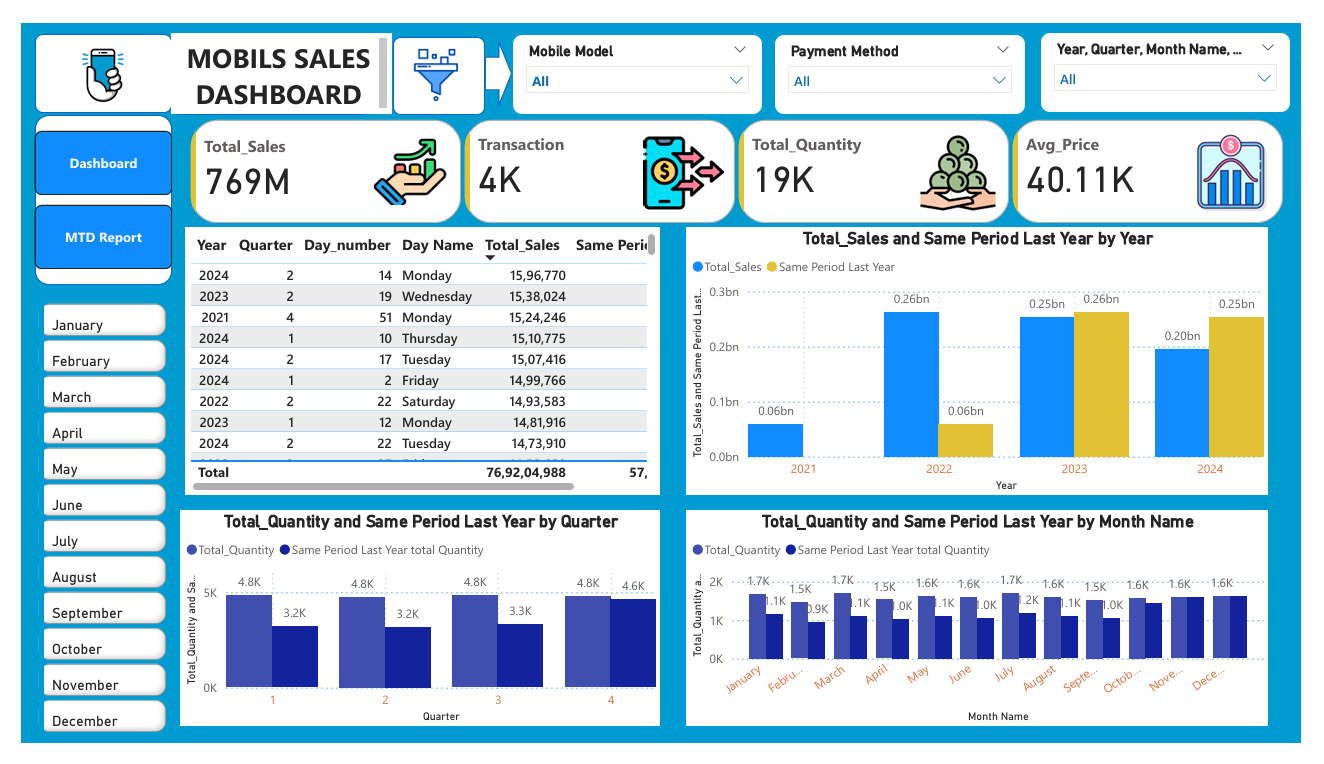 MOBILS SALES
DASHBOARD
Mobile Model
All
Payment Method
All
Year, Quarter, Month Name, ...
All
Dashboard
MTD Report
Total_Sales
769M
Transaction
4K
Total_Quantity
19K
Avg_Price
40.11K
January
February
March
April
May
June
July
August
September
October
November
December
Year Quarter Day_number Day Name Total_Sales Same Peri
2024 2 14 Monday 15,96,770
2023 2 19 Wednesday 15,38,024
2021 4 51 Monday 15,24,246
2024 1 10 Thursday 15,10,775
2024 2 17 Tuesday 15,07,416
2024 1 2 Friday 14,99,766
2022 2 22 Saturday 14,93,583
2023 1 12 Monday 14,81,916
2024 2 22 Tuesday 14,73,910
Total 76,92,04,988 57,
Total_Sales and Same Period Last Year by Year
Total_Sales Same Period Last Year
Total_Sales and Same Period Last...
0.3bn
0.2bn
0.1bn
0.0bn
0.06bn
0.26bn
0.06bn
0.25bn
0.26bn
0.20bn
0.25bn
2021 2022 2023 2024
Year
Total_Quantity and Same Period Last Year by Quarter
Total_Quantity Same Period Last Year total Quantity
Total_Quantity and Sa...
5K
0K
4.8K 3.2K 4.8K 3.2K 4.8K 3.3K 4.8K 4.6K
1 2 3 4
Quarter
Total_Quantity and Same Period Last Year by Month Name
Total_Quantity Same Period Last Year total Quantity
Total_Quantity a...
2K
1K
0K
1.7K 1.1K 1.5K 0.9K 1.7K 1.1K 1.5K 1.0K 1.6K 1.1K 1.6K 1.0K 1.7K 1.2K 1.6K 1.1K 1.5K 1.0K 1.6K 1.6K 1.6K
January Febru... March April May June July August Septe... Octob... Nove... Dece...
Month Name